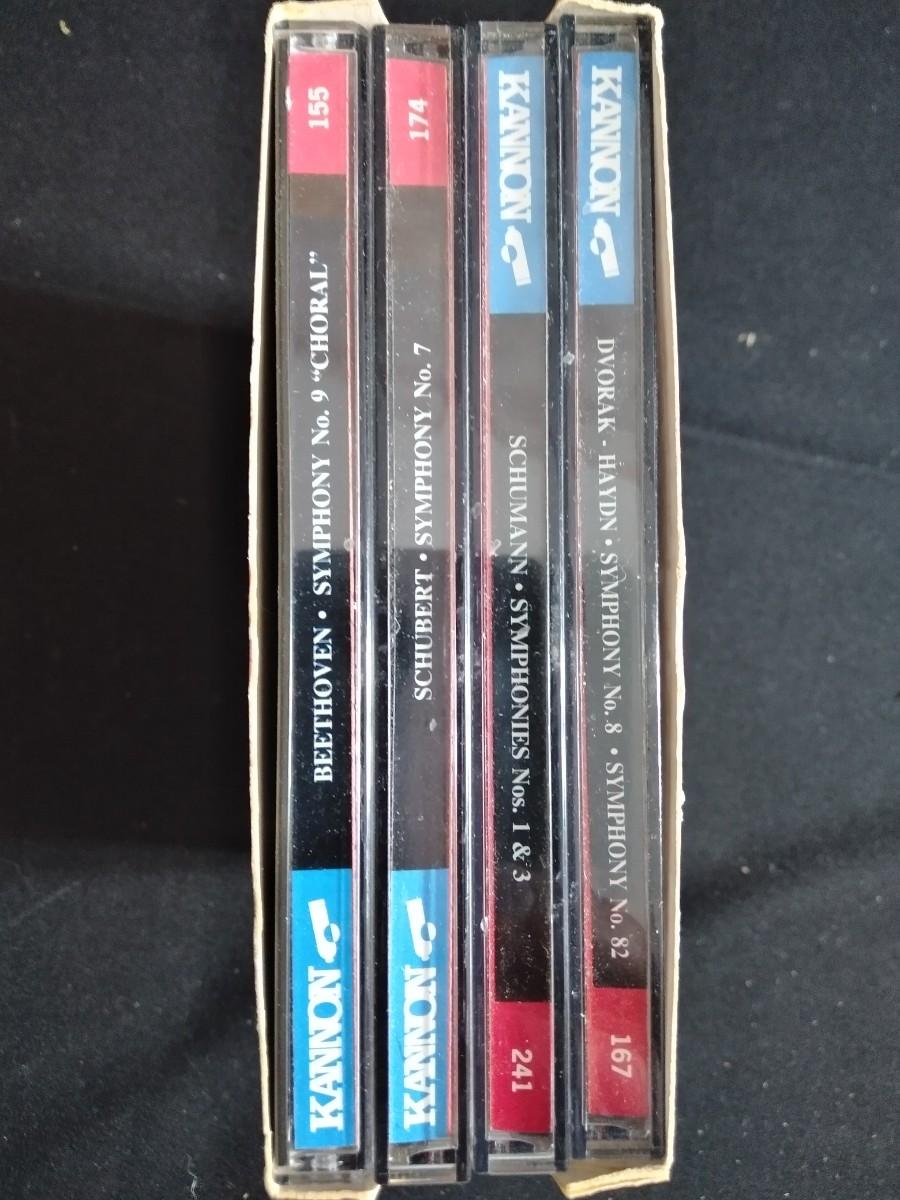 155
BEETHOVEN • SYMPHONY No. 9 “CHORAL”
KANNON
174
SCHUBERT • SYMPHONY No. 7
KANNON
KANNON
SCHUMANN • SYMPHONIES Nos. 1 & 3
241
KANNON
DVORAK - HAYDN • SYMPHONY No. 8 • SYMPHONY No. 82
167